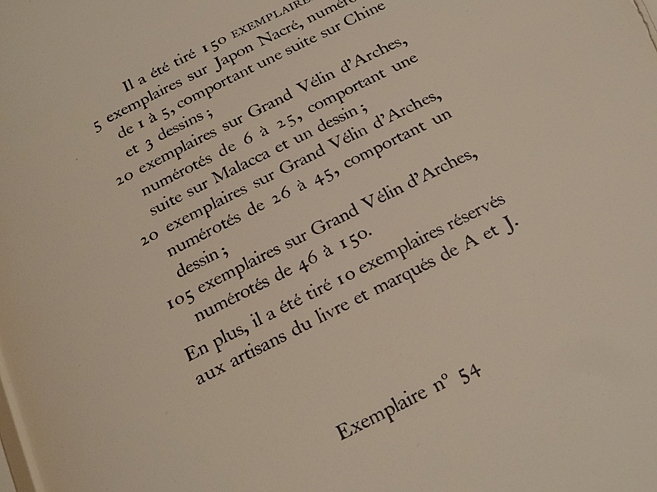 Il a été tiré 150 EXEMPLAIRES
5 exemplaires sur Japon Nacré, numéro
de 1 à 5, comportant une suite sur Chine
et 3 dessins ;
20 exemplaires sur Grand Vélin d'Arches,
numérotés de 6 à 25, comportant une
suite sur Malacca et un dessin ;
20 exemplaires sur Grand Vélin d'Arches,
numérotés de 26 à 45, comportant un
dessin ;
105 exemplaires sur Grand Vélin d'Arches,
numérotés de 46 à 150.
En plus, il a été tiré 10 exemplaires réservés
aux artisans du livre et marqués de A et J.
Exemplaire nº 54